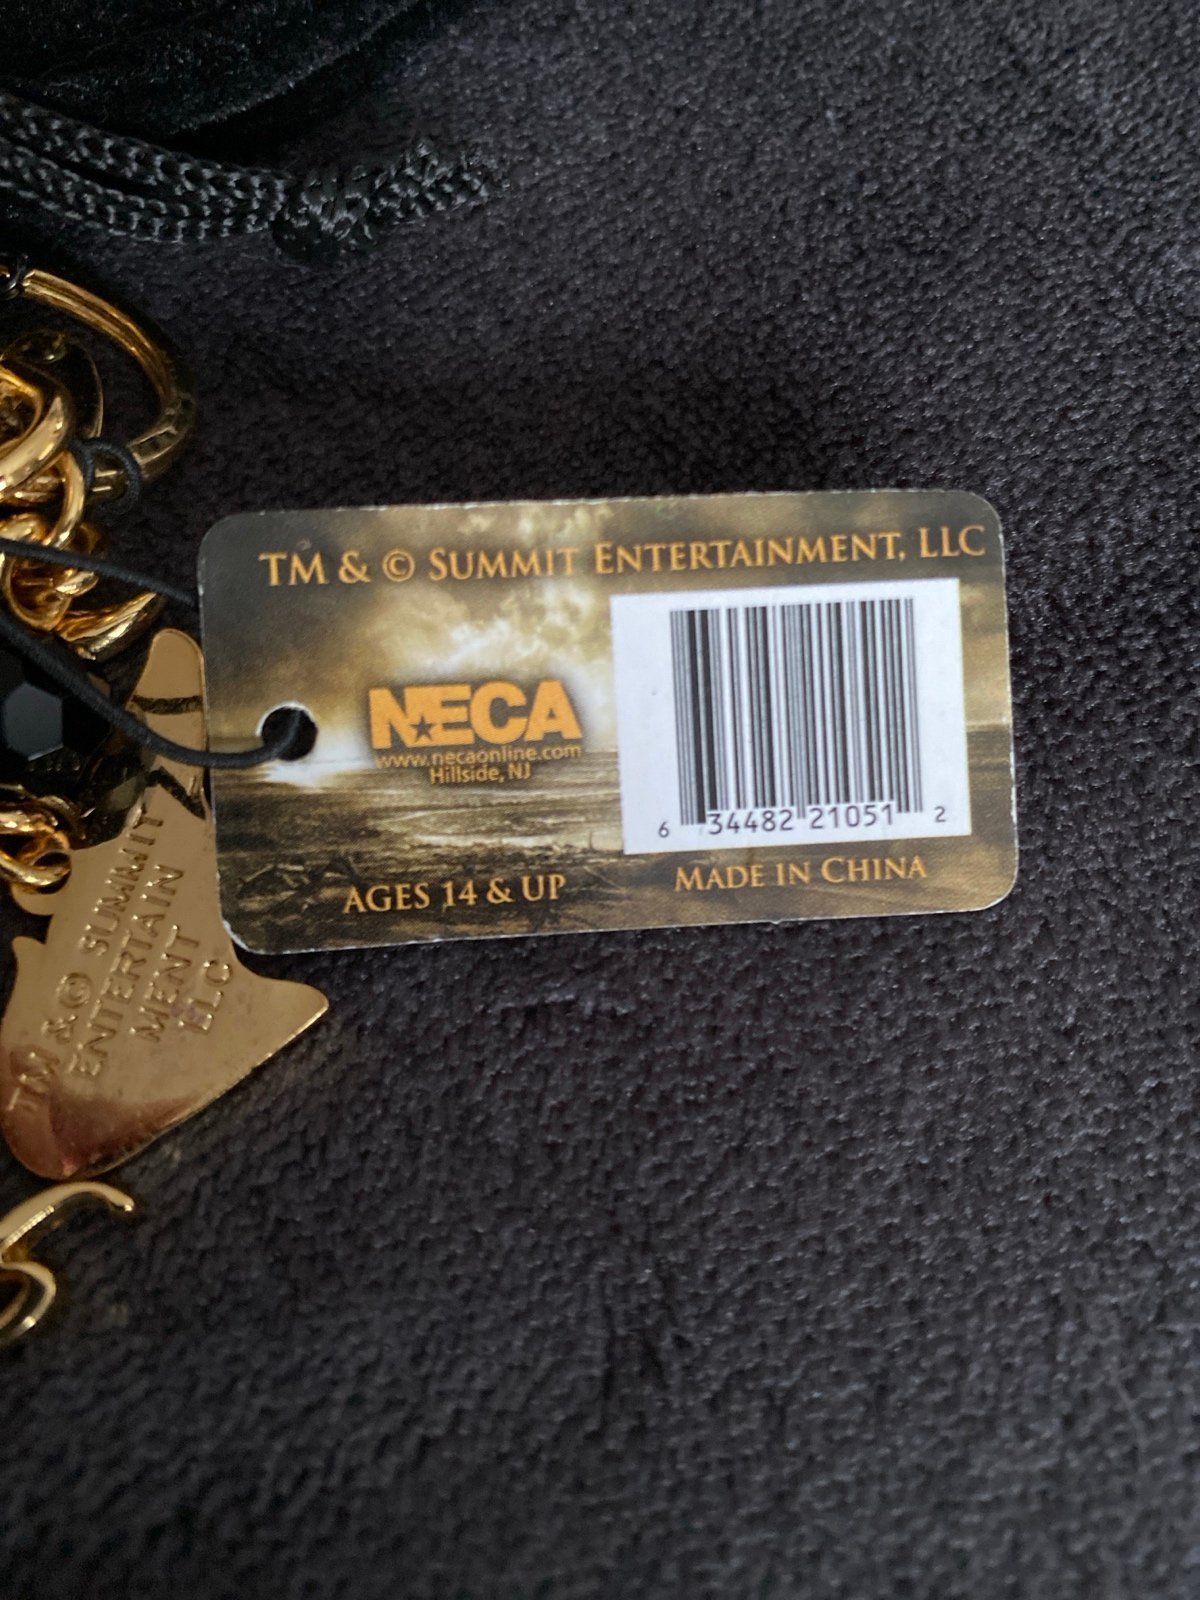 TM & © SUMMIT ENTERTAINMENT, LLC
NECA
www.necaonline.com
Hillside, NJ
6 34482 21051 2
AGES 14 & UP
MADE IN CHINA
TM & © SUMMIT
ENTERTAIN
MENT
LLC